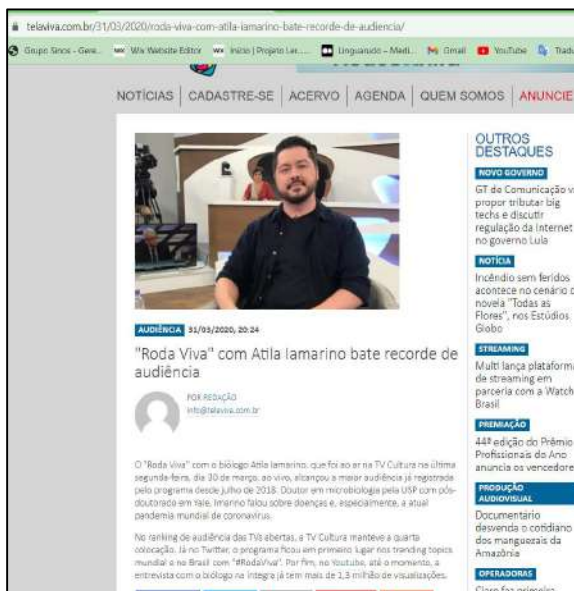 telaviva.com.br/31/03/2020/roda-viva-com-atila-iamarino-bate-recorde-de-audiencia/
Grupo Sinos - Gere... Wix Website Editor Início | Projeto Ler...... Linguarudo – Medi... Gmail YouTube Tradu
NOTÍCIAS CADASTRE-SE ACERVO AGENDA QUEM SOMOS ANUNCIE
AUDIÊNCIA 31/03/2020, 20:24
"Roda Viva" com Atila Iamarino bate recorde de
audiência
POR REDAÇÃO
info@telaviva.com.br
O "Roda Viva" com o biólogo Atila Iamarino, que foi ao ar na TV Cultura na última
segunda-feira, dia 30 de março, ao vivo, alcançou a maior audiência já registrada
pelo programa desde julho de 2018. Doutor em microbiologia pela USP com pós-
doutorado em Yale, Imarino falou sobre doenças e, especialmente, a atual
pandemia mundial de coronavírus.
No ranking de audiência das TVs abertas, a TV Cultura manteve a quarta
colocação. Já no Twitter, o programa ficou em primeiro lugar nos trending topics
mundial e no Brasil com "#RodaViva". Por fim, no Youtube, até o momento, a
entrevista com o biólogo na íntegra já tem mais de 1,3 milhão de visualizações.
OUTROS
DESTAQUES
NOVO GOVERNO
GT de Comunicação v
propor tributar big
techs e discutir
regulação da Internet
no governo Lula
NOTÍCIA
Incêndio sem feridos
acontece no cenário d
novela "Todas as
Flores", nos Estúdios
Globo
STREAMING
Multi lança plataforma
de streaming em
parceria com a Watch
Brasil
PREMIAÇÃO
44ª edição do Prêmio
Profissionais do Ano
anuncia os vencedore
PRODUÇÃO
AUDIOVISUAL
Documentário
desvenda o cotidiano
dos manguezais da
Amazônia
OPERADORAS